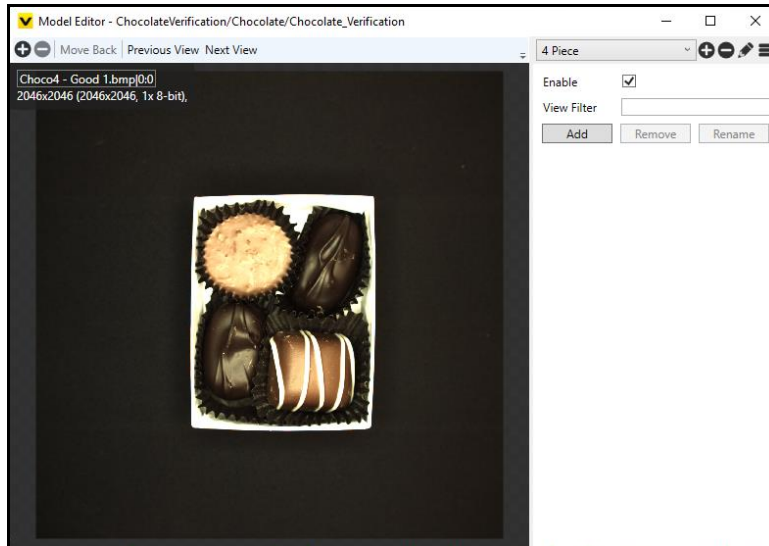 Model Editor - ChocolateVerification/Chocolate/Chocolate_Verification
Move Back Previous View Next View
4 Piece
Choco4 - Good 1.bmp|0:0
2046x2046 (2046x2046, 1x 8-bit),
Enable
View Filter
Add Remove Rename